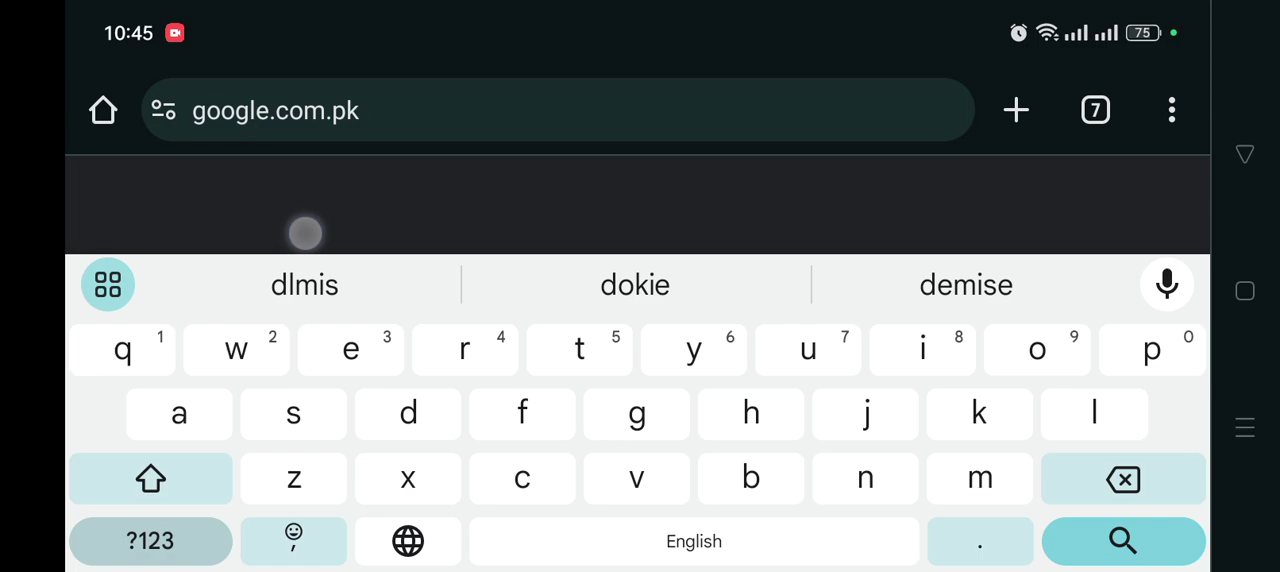 10:45 75
google.com.pk 7
dlmis dokie demise
q 1 w 2 e 3 r 4 t 5 y 6 u 7 i 8 o 9 p 0
a s d f g h j k l
z x c v b n m
?123 , English .